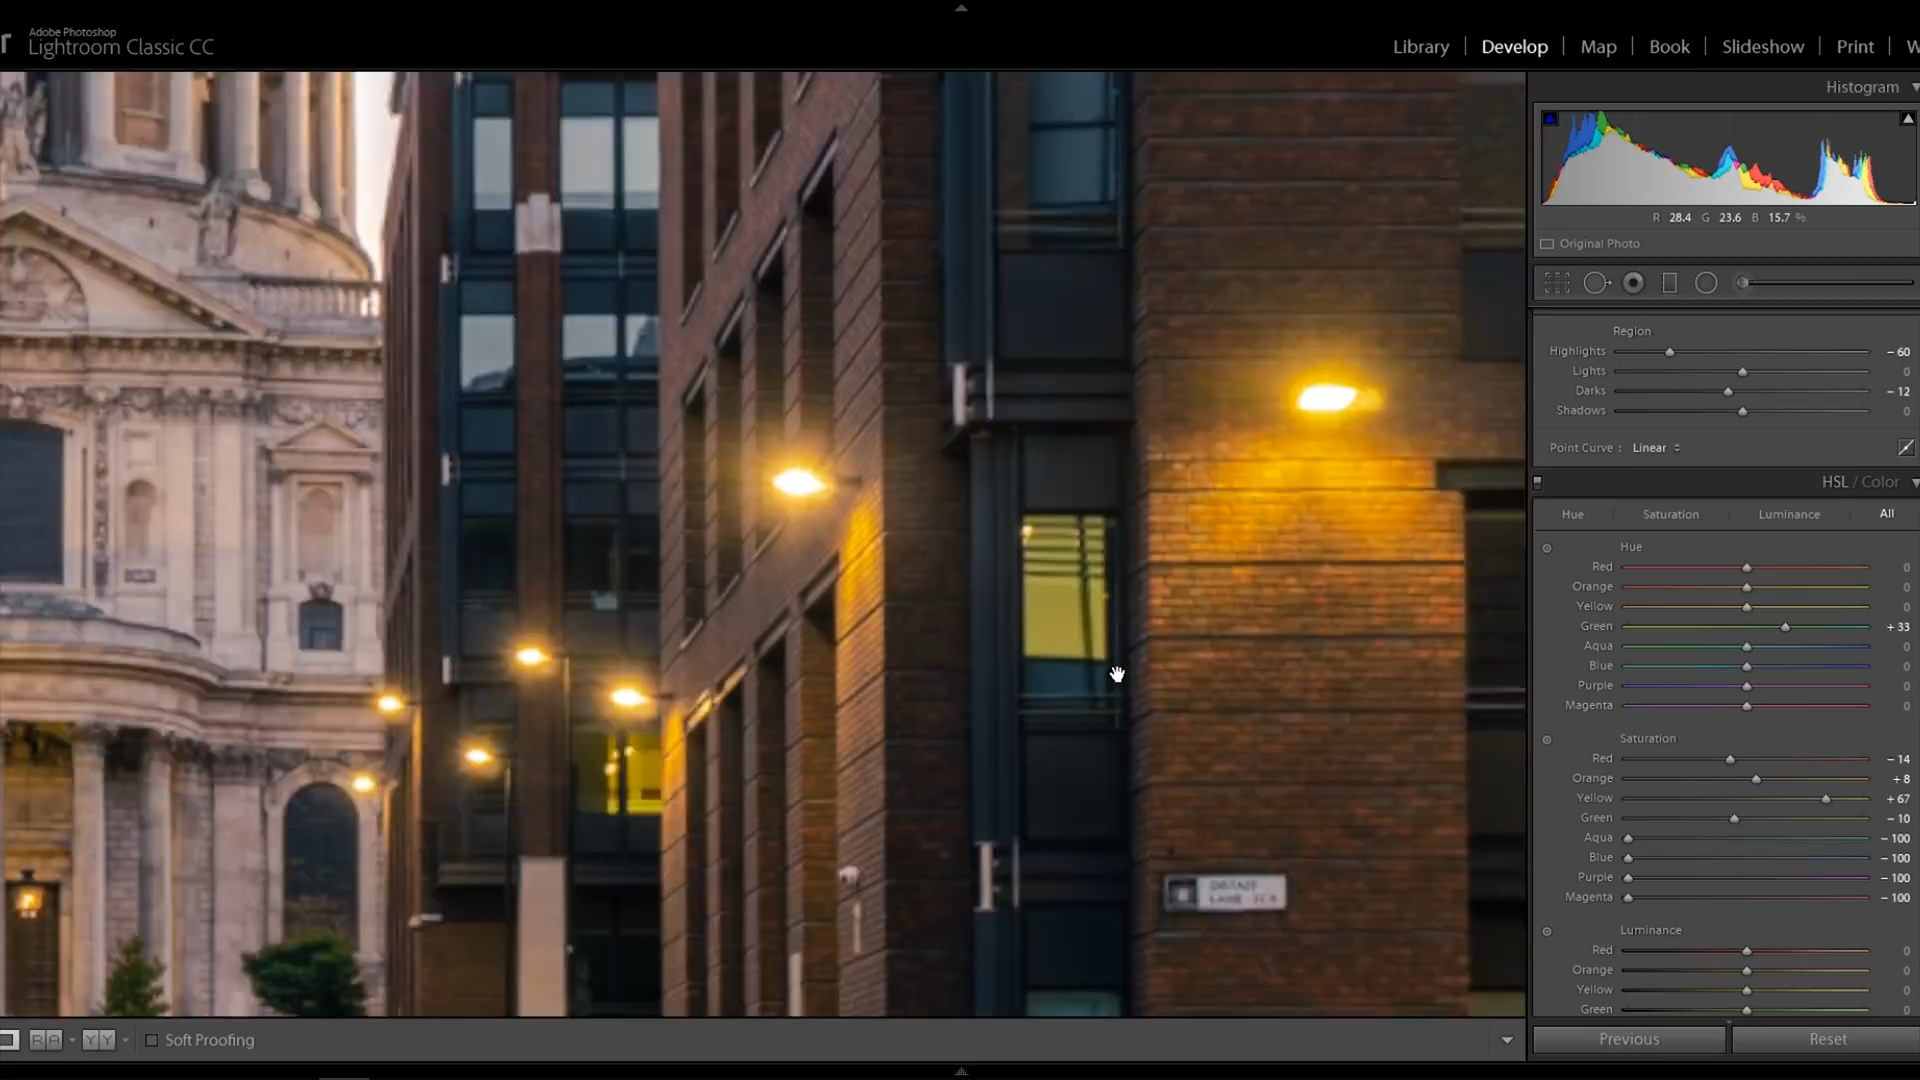 Adobe Photoshop
Lightroom Classic CC
Library | Develop | Map | Book | Slideshow | Print |
Histogram
R 28.4 G 23.6 B 15.7 %
Original Photo
Region
Highlights - 60
Lights 0
Darks - 12
Shadows 0
Point Curve : Linear
HSL / Color
Hue Saturation Luminance All
Hue
Red 0
Orange 0
Yellow 0
Green + 33
Aqua 0
Blue 0
Purple 0
Magenta 0
Saturation
Red - 14
Orange + 8
Yellow + 67
Green - 10
Aqua - 100
Blue - 100
Purple - 100
Magenta - 100
Luminance
Red 0
Orange 0
Yellow 0
Green 0
Soft Proofing
Previous Reset